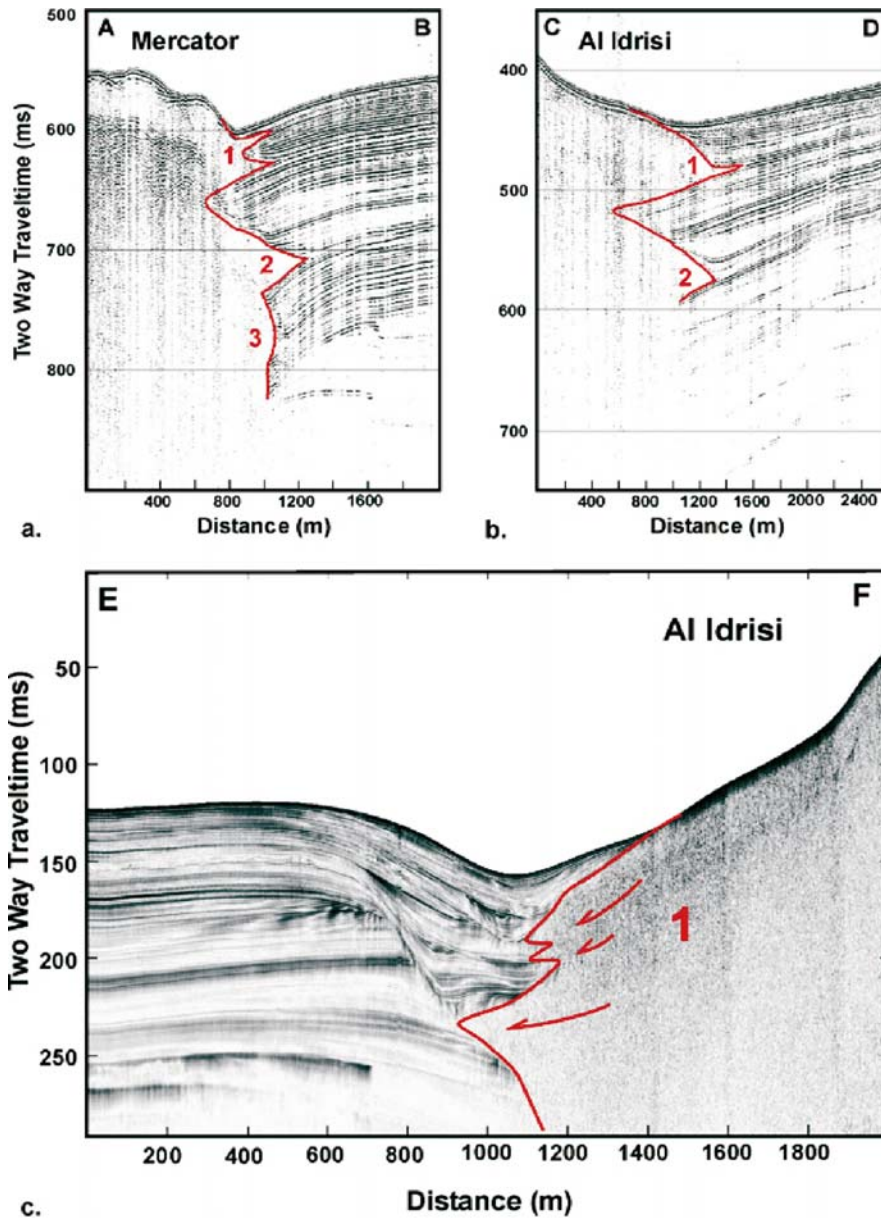 A Mercator B
Two Way Traveltime (ms)
500
600
700
800
1
2
3
400 800 1200 1600
Distance (m)
a.
C Al Idrisi D
400
500
600
700
1
2
400 800 1200 1600 2000 2400
Distance (m)
b.
E F
Al Idrisi
Two Way Traveltime (ms)
50
100
150
200
250
1
200 400 600 800 1000 1200 1400 1600 1800
Distance (m)
c.